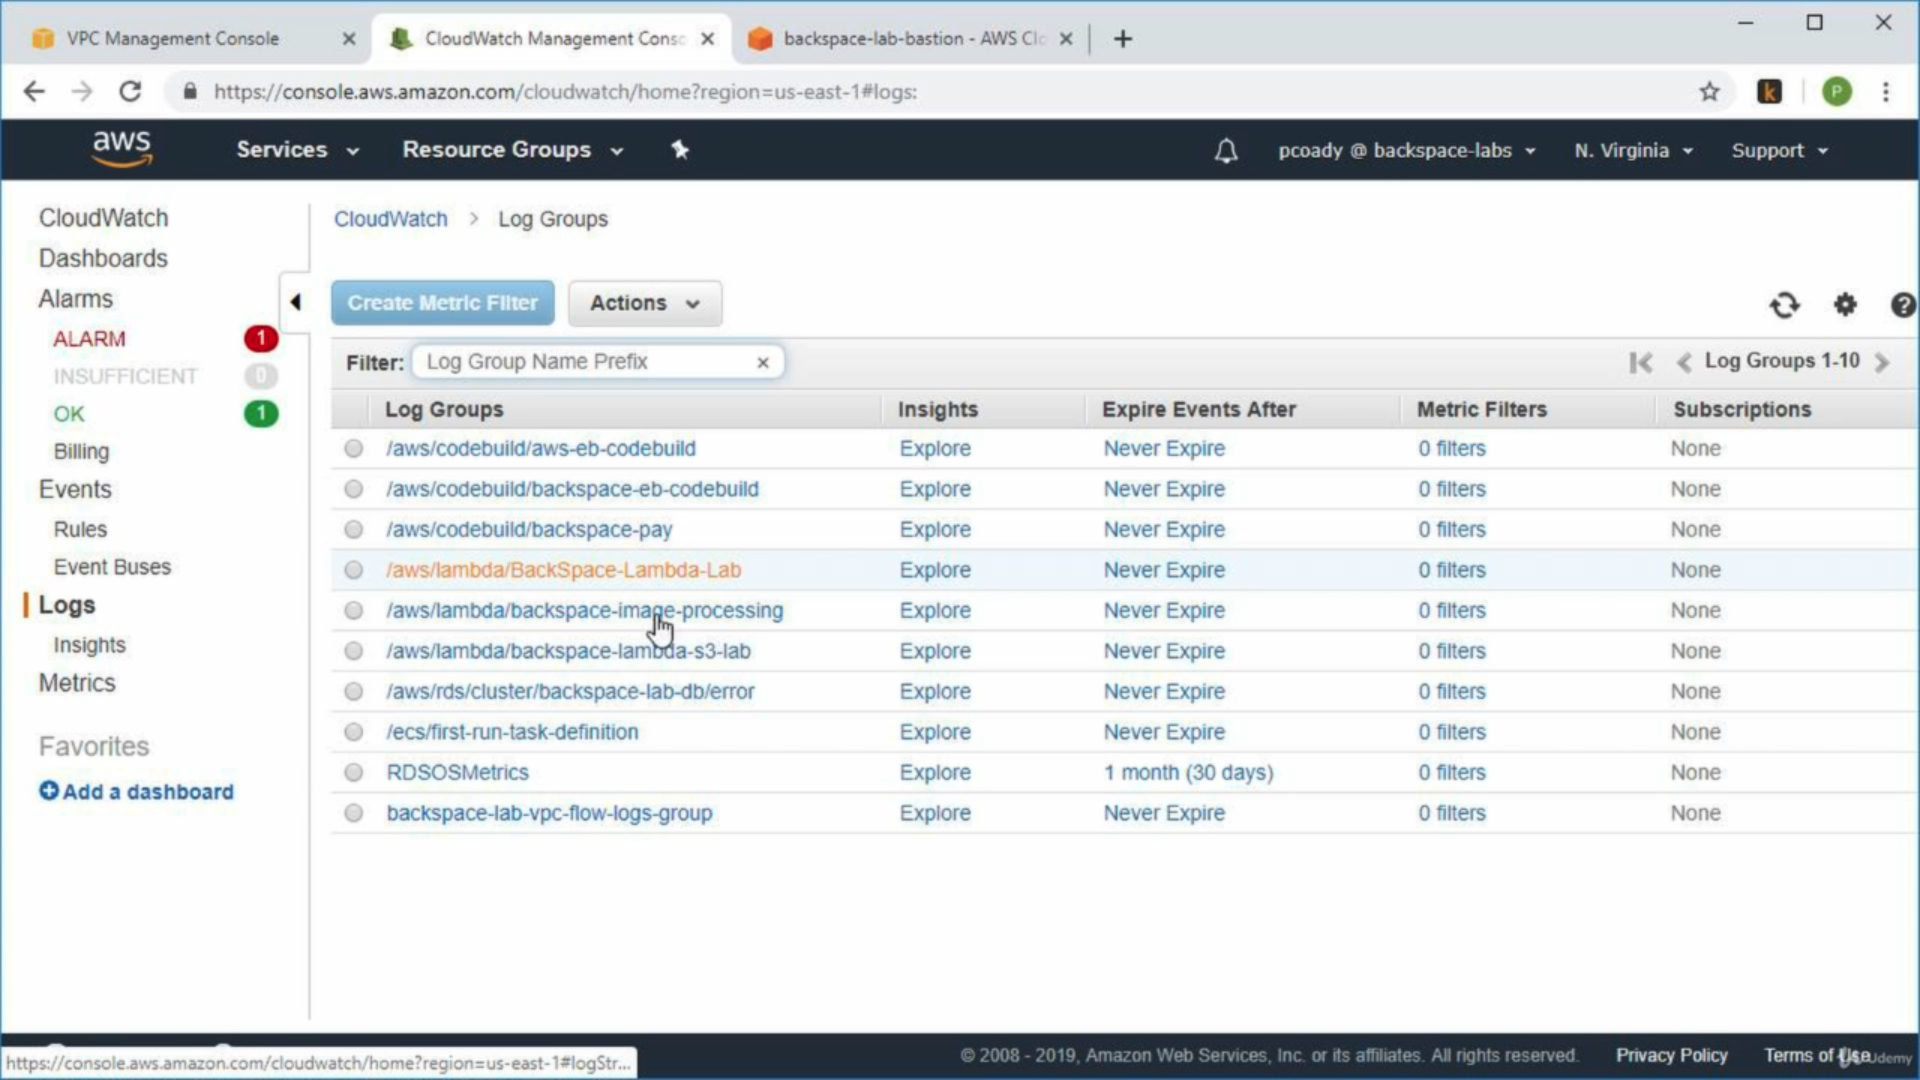 VPC Management Console
CloudWatch Management Conso
backspace-lab-bastion - AWS Clo
https://console.aws.amazon.com/cloudwatch/home?region=us-east-1#logs:
k
P
aws
Services
Resource Groups
pcoady @ backspace-labs
N. Virginia
Support
CloudWatch
Dashboards
Alarms
ALARM 1
INSUFFICIENT 0
OK 1
Billing
Events
Rules
Event Buses
Logs
Insights
Metrics
Favorites
Add a dashboard
CloudWatch > Log Groups
Create Metric Filter
Actions
Filter: Log Group Name Prefix
Log Groups 1-10
Log Groups Insights Expire Events After Metric Filters Subscriptions
/aws/codebuild/aws-eb-codebuild Explore Never Expire 0 filters None
/aws/codebuild/backspace-eb-codebuild Explore Never Expire 0 filters None
/aws/codebuild/backspace-pay Explore Never Expire 0 filters None
/aws/lambda/BackSpace-Lambda-Lab Explore Never Expire 0 filters None
/aws/lambda/backspace-image-processing Explore Never Expire 0 filters None
/aws/lambda/backspace-lambda-s3-lab Explore Never Expire 0 filters None
/aws/rds/cluster/backspace-lab-db/error Explore Never Expire 0 filters None
/ecs/first-run-task-definition Explore Never Expire 0 filters None
RDSOSMetrics Explore 1 month (30 days) 0 filters None
backspace-lab-vpc-flow-logs-group Explore Never Expire 0 filters None
https://console.aws.amazon.com/cloudwatch/home?region=us-east-1#logStr...
© 2008 - 2019, Amazon Web Services, Inc. or its affiliates. All rights reserved.
Privacy Policy
Terms of Use
Udemy